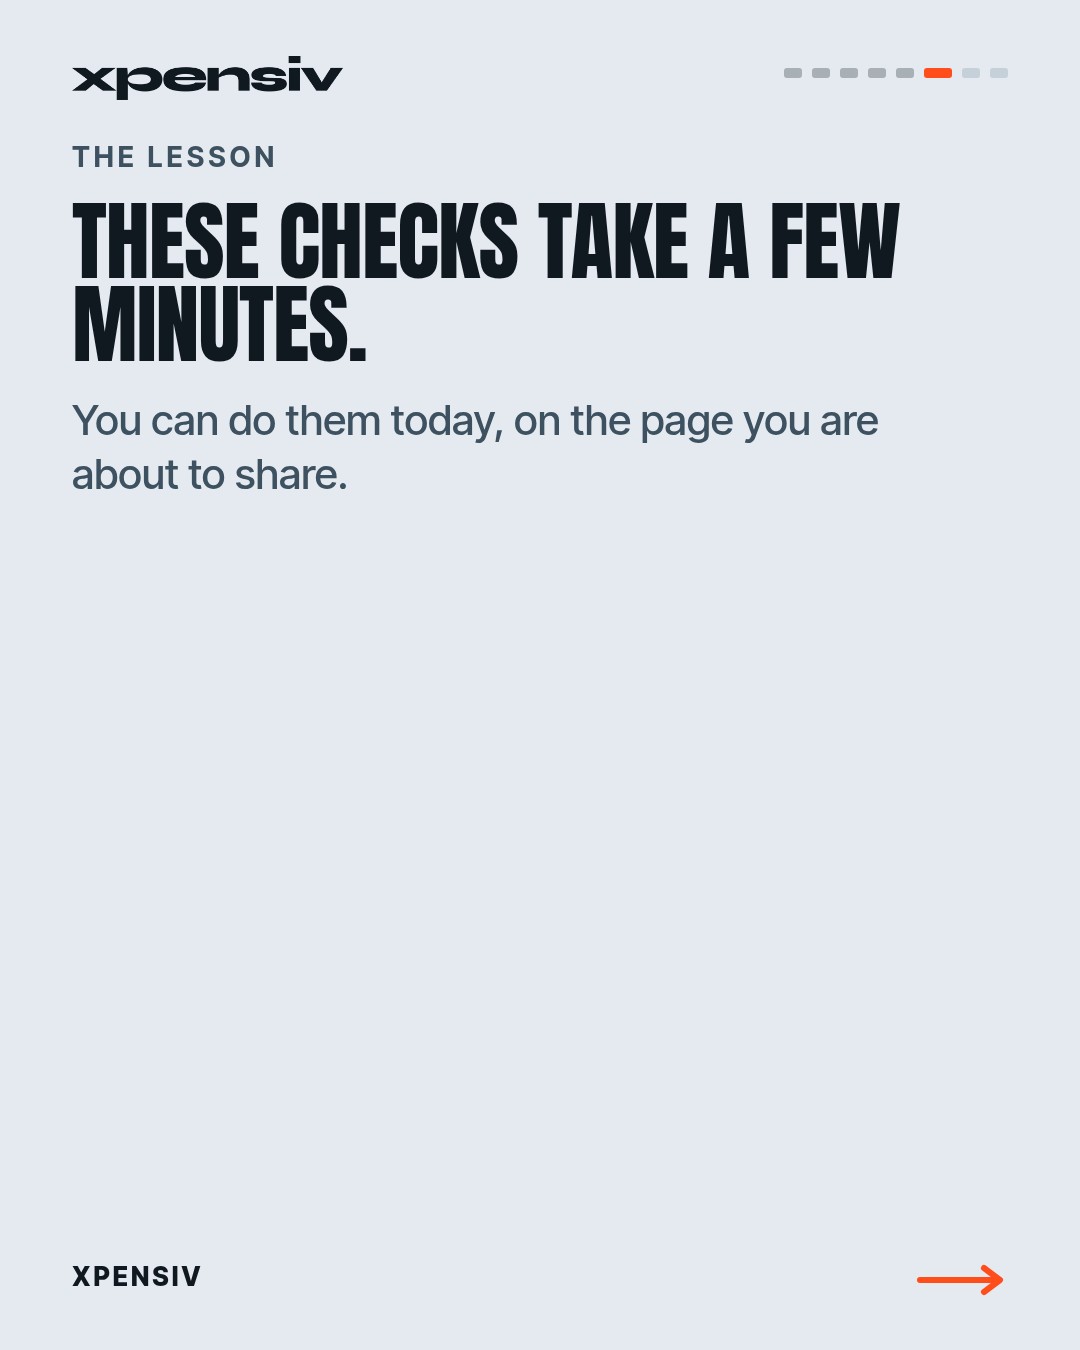 xpensiv
THE LESSON
THESE CHECKS TAKE A FEW
MINUTES.
You can do them today, on the page you are
about to share.
XPENSIV